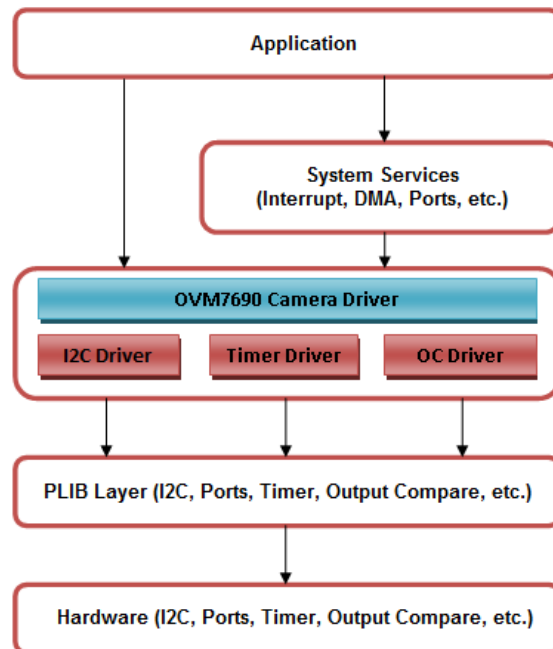 Application
System Services
(Interrupt, DMA, Ports, etc.)
OVM7690 Camera Driver
I2C Driver
Timer Driver
OC Driver
PLIB Layer (I2C, Ports, Timer, Output Compare, etc.)
Hardware (I2C, Ports, Timer, Output Compare, etc.)